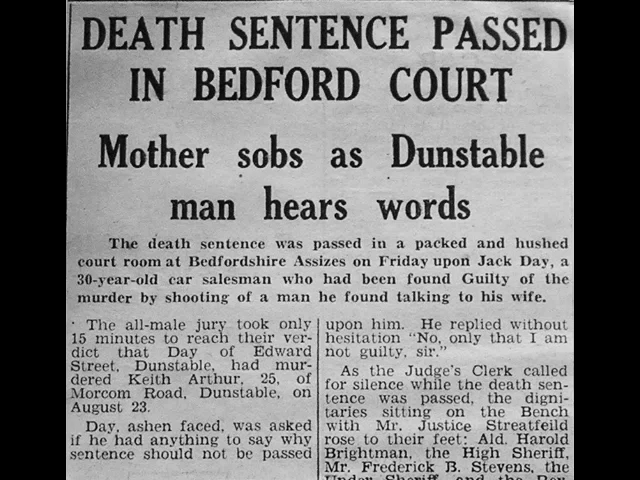 DEATH SENTENCE PASSED
IN BEDFORD COURT
Mother sobs as Dunstable
man hears words
The death sentence was passed in a packed and hushed
court room at Bedfordshire Assizes on Friday upon Jack Day, a
30-year-old car salesman who had been found Guilty of the
murder by shooting of a man he found talking to his wife.
The all-male jury took only
15 minutes to reach their ver-
dict that Day of Edward
Street, Dunstable, had mur-
dered Keith Arthur, 25, of
Morcom Road, Dunstable, on
August 23.
Day, ashen faced, was asked
if he had anything to say why
sentence should not be passed
upon him. He replied without
hesitation "No, only that I am
not guilty, sir."
As the Judge's Clerk called
for silence while the death sen-
tence was passed, the digni-
taries sitting on the Bench
with Mr. Justice Streatfeild
rose to their feet: Ald. Harold
Brightman, the High Sheriff,
Mr. Frederick B. Stevens, the
Under Sheriff, and the Rev.